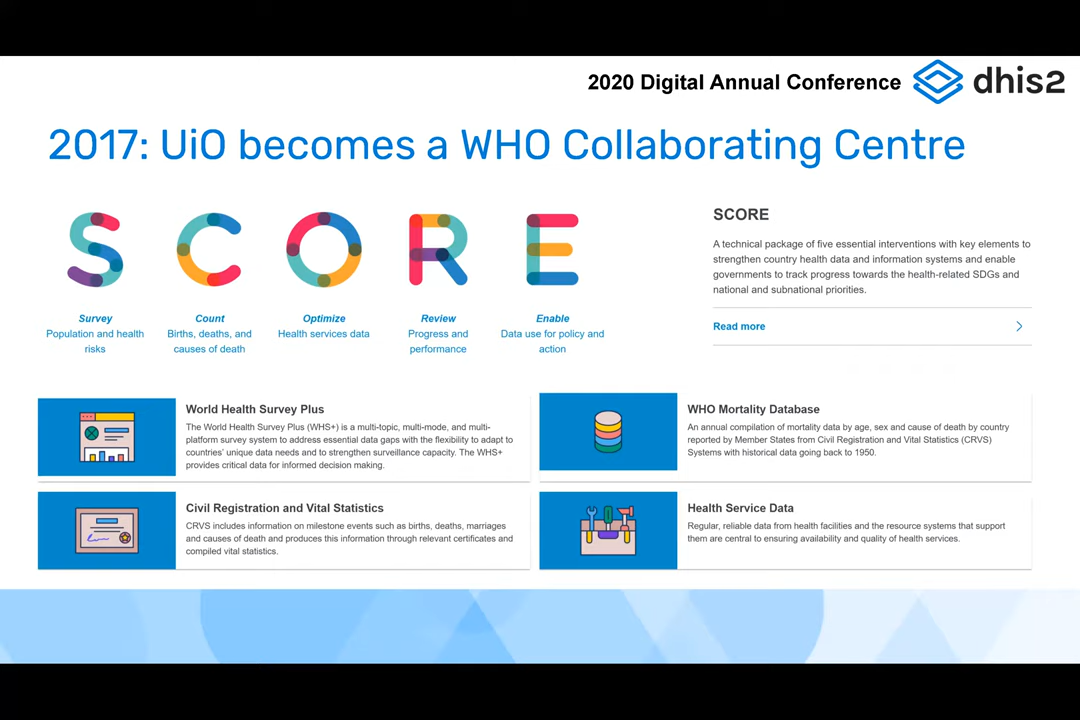 2020 Digital Annual Conference
dhis2
2017: UiO becomes a WHO Collaborating Centre
S C O R E
Survey
Population and health
risks
Count
Births, deaths, and
causes of death
Optimize
Health services data
Review
Progress and
performance
Enable
Data use for policy and
action
SCORE
A technical package of five essential interventions with key elements to
strengthen country health data and information systems and enable
governments to track progress towards the health-related SDGs and
national and subnational priorities.
Read more
World Health Survey Plus
The World Health Survey Plus (WHS+) is a multi-topic, multi-mode, and multi-
platform survey system to address essential data gaps with the flexibility to adapt to
countries' unique data needs and to strengthen surveillance capacity. The WHS+
provides critical data for informed decision making.
WHO Mortality Database
An annual compilation of mortality data by age, sex and cause of death by country
reported by Member States from Civil Registration and Vital Statistics (CRVS)
Systems with historical data going back to 1950.
Civil Registration and Vital Statistics
CRVS includes information on milestone events such as births, deaths, marriages
and causes of death and produces this information through relevant certificates and
compiled vital statistics.
Health Service Data
Regular, reliable data from health facilities and the resource systems that support
them are central to ensuring availability and quality of health services.